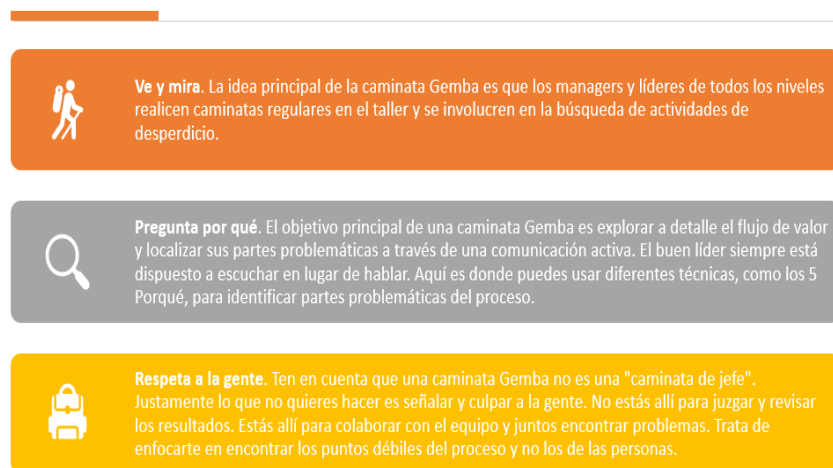 Ve y mira. La idea principal de la caminata Gemba es que los managers y líderes de todos los niveles
realicen caminatas regulares en el taller y se involucren en la búsqueda de actividades de
desperdicio.
Pregunta por qué. El objetivo principal de una caminata Gemba es explorar a detalle el flujo de valor
y localizar sus partes problemáticas a través de una comunicación activa. El buen líder siempre está
dispuesto a escuchar en lugar de hablar. Aquí es donde puedes usar diferentes técnicas, como los 5
Porqué, para identificar partes problemáticas del proceso.
Respeta a la gente. Ten en cuenta que una caminata Gemba no es una "caminata de jefe".
Justamente lo que no quieres hacer es señalar y culpar a la gente. No estás allí para juzgar y revisar
los resultados. Estás allí para colaborar con el equipo y juntos encontrar problemas. Trata de
enfocarte en encontrar los puntos débiles del proceso y no los de las personas.